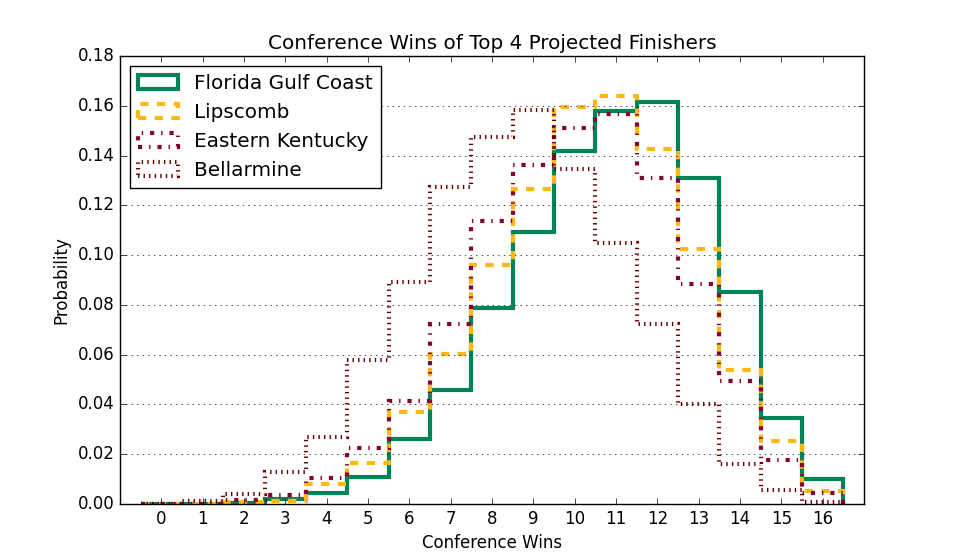 Conference Wins of Top 4 Projected Finishers
0.18
0.16
0.14
0.12
0.10
0.08
0.06
0.04
0.02
0.00
Probability
Florida Gulf Coast
Lipscomb
Eastern Kentucky
Bellarmine
0 1 2 3 4 5 6 7 8 9 10 11 12 13 14 15 16
Conference Wins